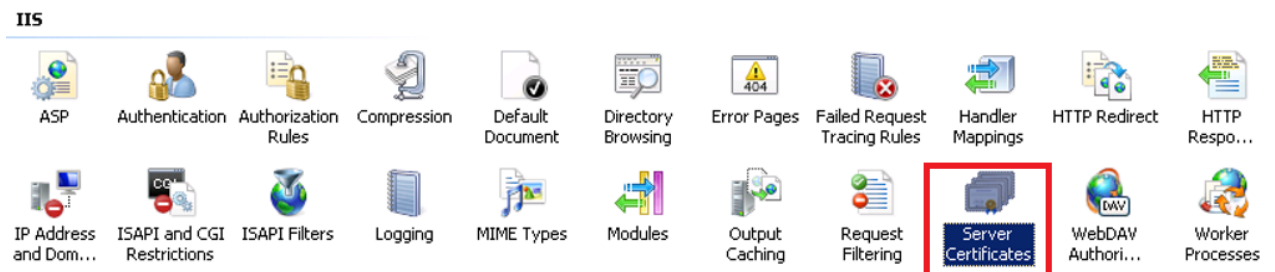 IIS
404
ASP
Authentication
Authorization
Rules
Compression
Default
Document
Directory
Browsing
Error Pages
Failed Request
Tracing Rules
Handler
Mappings
HTTP Redirect
HTTP
Respo...
CGI
DAV
IP Address
and Dom...
ISAPI and CGI
Restrictions
ISAPI Filters
Logging
MIME Types
Modules
Output
Caching
Request
Filtering
Server
Certificates
WebDAV
Authori...
Worker
Processes